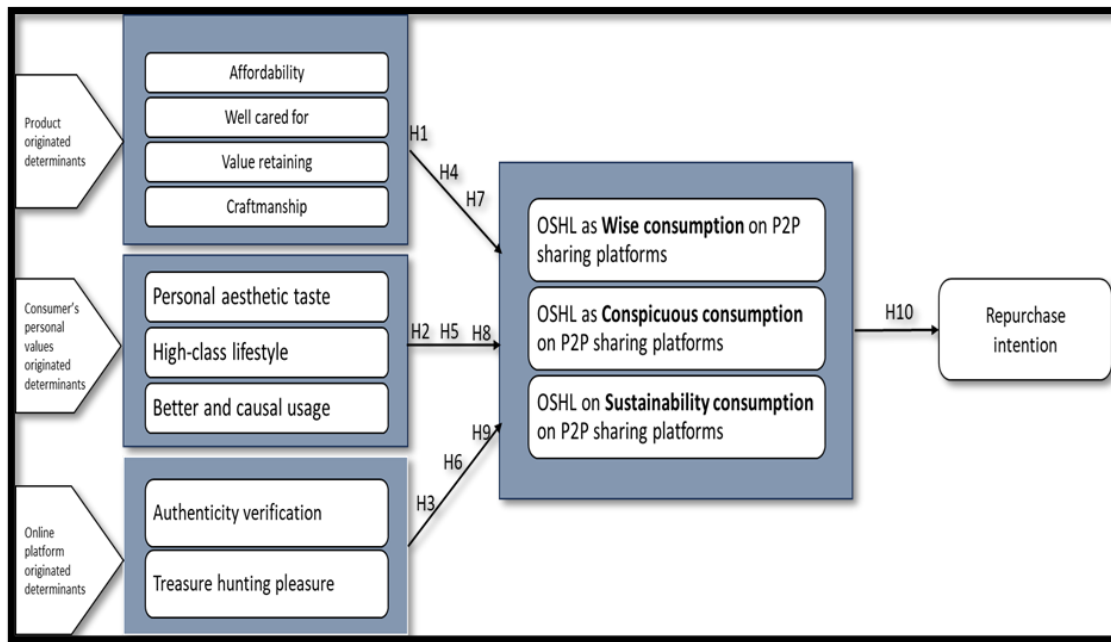 Product
originated
determinants
Affordability
Well cared for
Value retaining
Craftmanship
H1
H4
H7
Consumer's
personal
values
originated
determinants
Personal aesthetic taste
High-class lifestyle
Better and causal usage
H2 H5 H8
Online
platform
originated
determinants
Authenticity verification
Treasure hunting pleasure
H9
H6
H3
OSHL as Wise consumption on P2P
sharing platforms
OSHL as Conspicuous consumption
on P2P sharing platforms
OSHL on Sustainability consumption
on P2P sharing platforms
H10
Repurchase
intention